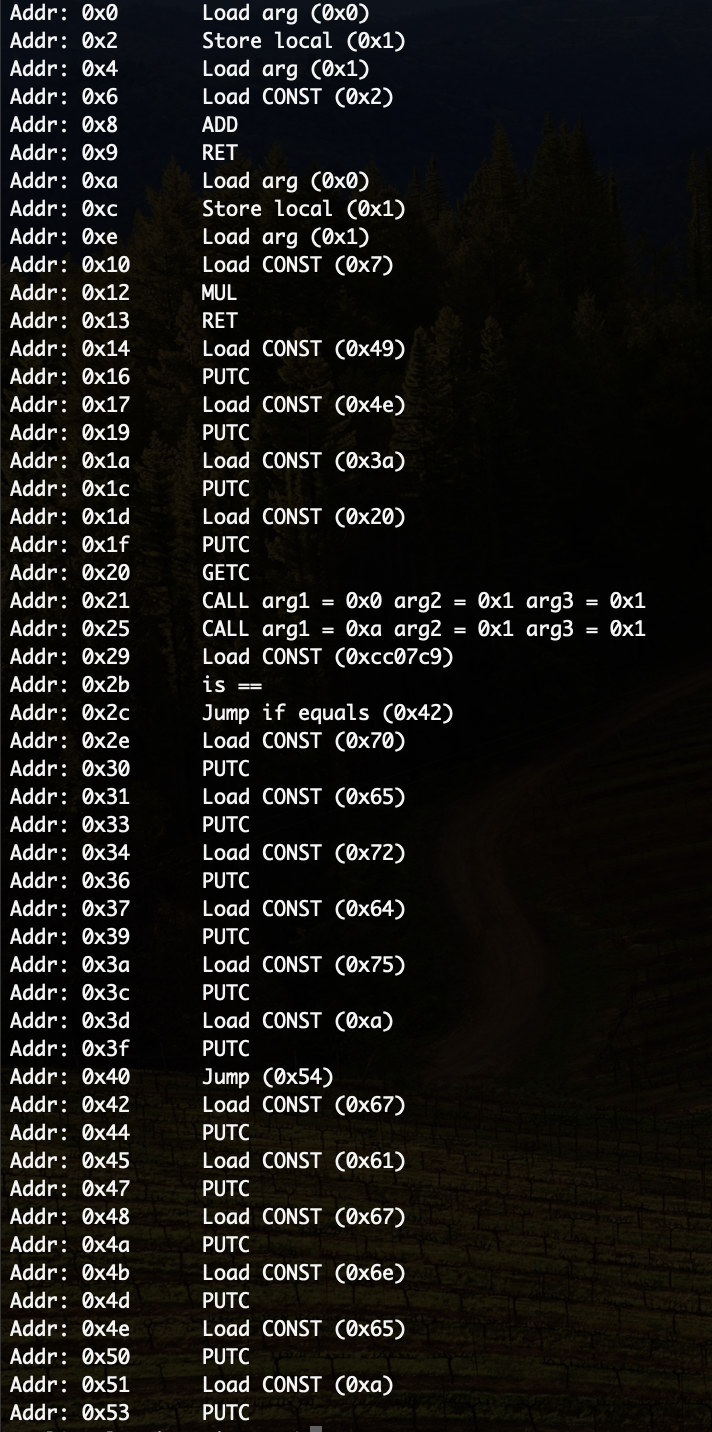 Addr: 0x0 Load arg (0x0)
Addr: 0x2 Store local (0x1)
Addr: 0x4 Load arg (0x1)
Addr: 0x6 Load CONST (0x2)
Addr: 0x8 ADD
Addr: 0x9 RET
Addr: 0xa Load arg (0x0)
Addr: 0xc Store local (0x1)
Addr: 0xe Load arg (0x1)
Addr: 0x10 Load CONST (0x7)
Addr: 0x12 MUL
Addr: 0x13 RET
Addr: 0x14 Load CONST (0x49)
Addr: 0x16 PUTC
Addr: 0x17 Load CONST (0x4e)
Addr: 0x19 PUTC
Addr: 0x1a Load CONST (0x3a)
Addr: 0x1c PUTC
Addr: 0x1d Load CONST (0x20)
Addr: 0x1f PUTC
Addr: 0x20 GETC
Addr: 0x21 CALL arg1 = 0x0 arg2 = 0x1 arg3 = 0x1
Addr: 0x25 CALL arg1 = 0xa arg2 = 0x1 arg3 = 0x1
Addr: 0x29 Load CONST (0xcc07c9)
Addr: 0x2b is ==
Addr: 0x2c Jump if equals (0x42)
Addr: 0x2e Load CONST (0x70)
Addr: 0x30 PUTC
Addr: 0x31 Load CONST (0x65)
Addr: 0x33 PUTC
Addr: 0x34 Load CONST (0x72)
Addr: 0x36 PUTC
Addr: 0x37 Load CONST (0x64)
Addr: 0x39 PUTC
Addr: 0x3a Load CONST (0x75)
Addr: 0x3c PUTC
Addr: 0x3d Load CONST (0xa)
Addr: 0x3f PUTC
Addr: 0x40 Jump (0x54)
Addr: 0x42 Load CONST (0x67)
Addr: 0x44 PUTC
Addr: 0x45 Load CONST (0x61)
Addr: 0x47 PUTC
Addr: 0x48 Load CONST (0x67)
Addr: 0x4a PUTC
Addr: 0x4b Load CONST (0x6e)
Addr: 0x4d PUTC
Addr: 0x4e Load CONST (0x65)
Addr: 0x50 PUTC
Addr: 0x51 Load CONST (0xa)
Addr: 0x53 PUTC